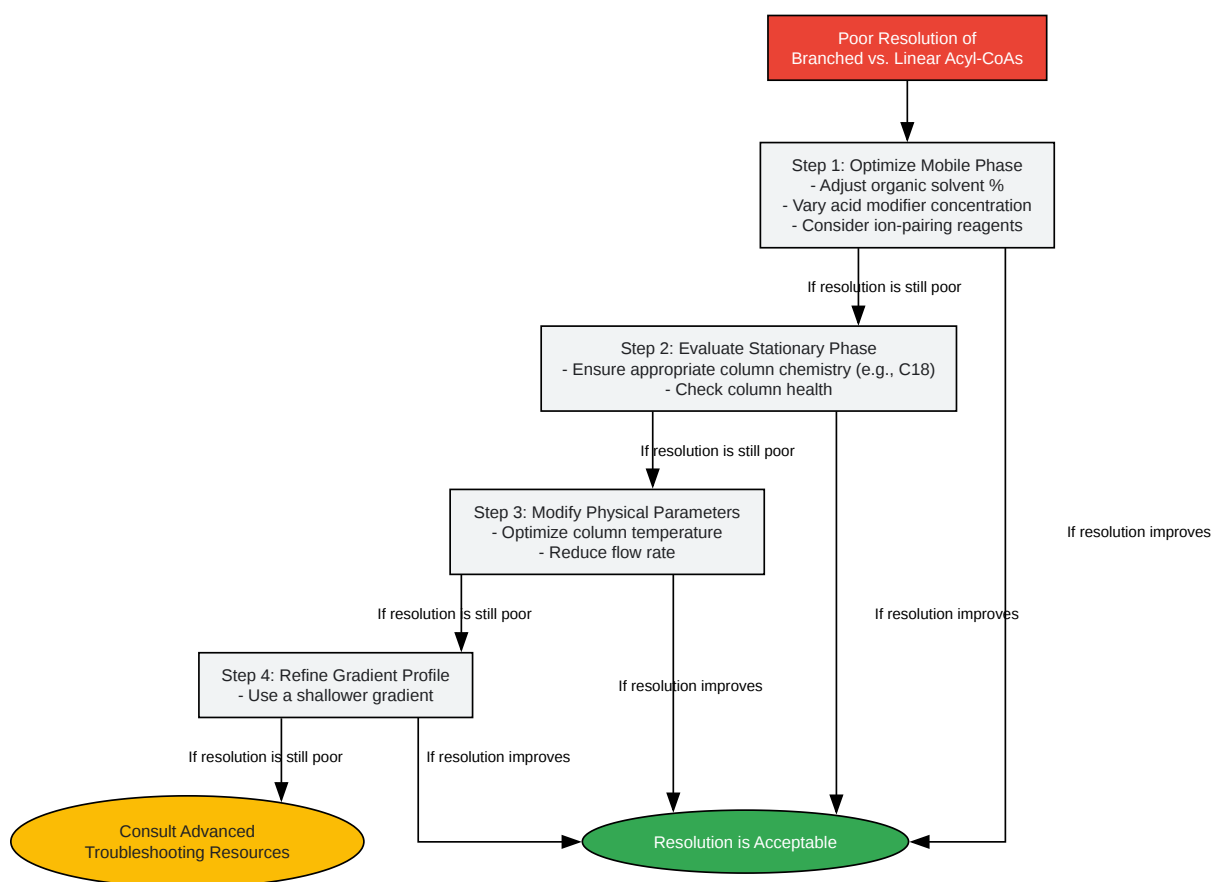 Poor Resolution of
Branched vs. Linear Acyl-CoAs
Step 1: Optimize Mobile Phase
- Adjust organic solvent %
- Vary acid modifier concentration
- Consider ion-pairing reagents
If resolution is still poor
Step 2: Evaluate Stationary Phase
- Ensure appropriate column chemistry (e.g., C18)
- Check column health
If resolution is still poor
Step 3: Modify Physical Parameters
- Optimize column temperature
- Reduce flow rate
If resolution improves
If resolution is still poor
If resolution improves
Step 4: Refine Gradient Profile
- Use a shallower gradient
If resolution improves
If resolution is still poor
If resolution improves
Consult Advanced
Troubleshooting Resources
Resolution is Acceptable